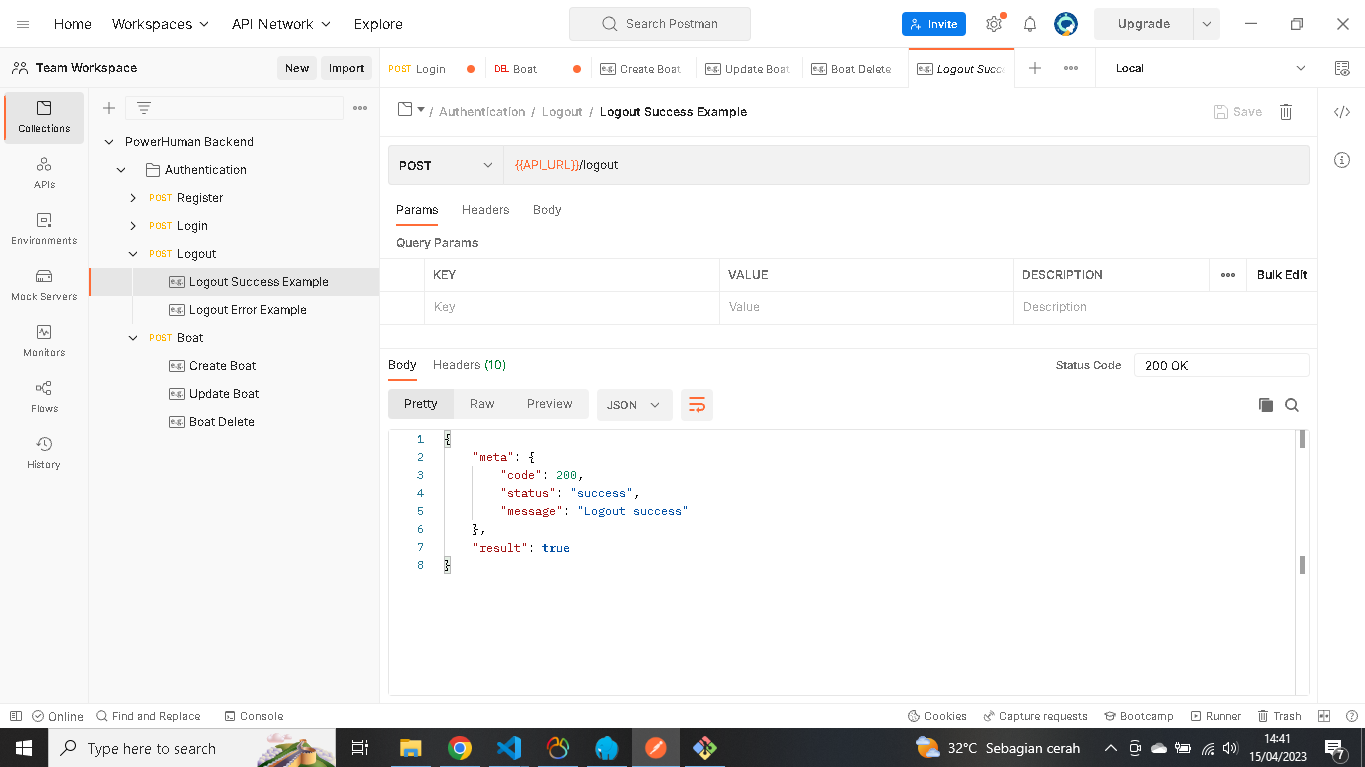 Home Workspaces API Network Explore Search Postman Invite Upgrade
Team Workspace New Import POST Login DEL Boat e.g. Create Boat e.g. Update Boat e.g. Boat Delete e.g. Logout Succ Local
Collections
APIs
Environments
Mock Servers
Monitors
Flows
History
PowerHuman Backend
Authentication
POST Register
POST Login
POST Logout
e.g. Logout Success Example
e.g. Logout Error Example
POST Boat
e.g. Create Boat
e.g. Update Boat
e.g. Boat Delete
/ Authentication / Logout / Logout Success Example Save
POST {{API_URL}}/logout
Params Headers Body
Query Params
KEY VALUE DESCRIPTION Bulk Edit
Key Value Description
Body Headers (10) Status Code 200 OK
Pretty Raw Preview JSON
1 {
2 "meta": {
3 "code": 200,
4 "status": "success",
5 "message": "Logout success"
6 },
7 "result": true
8 }
Online Find and Replace Console Cookies Capture requests Bootcamp Runner Trash
Type here to search 32°C Sebagian cerah 14:41
15/04/2023 7